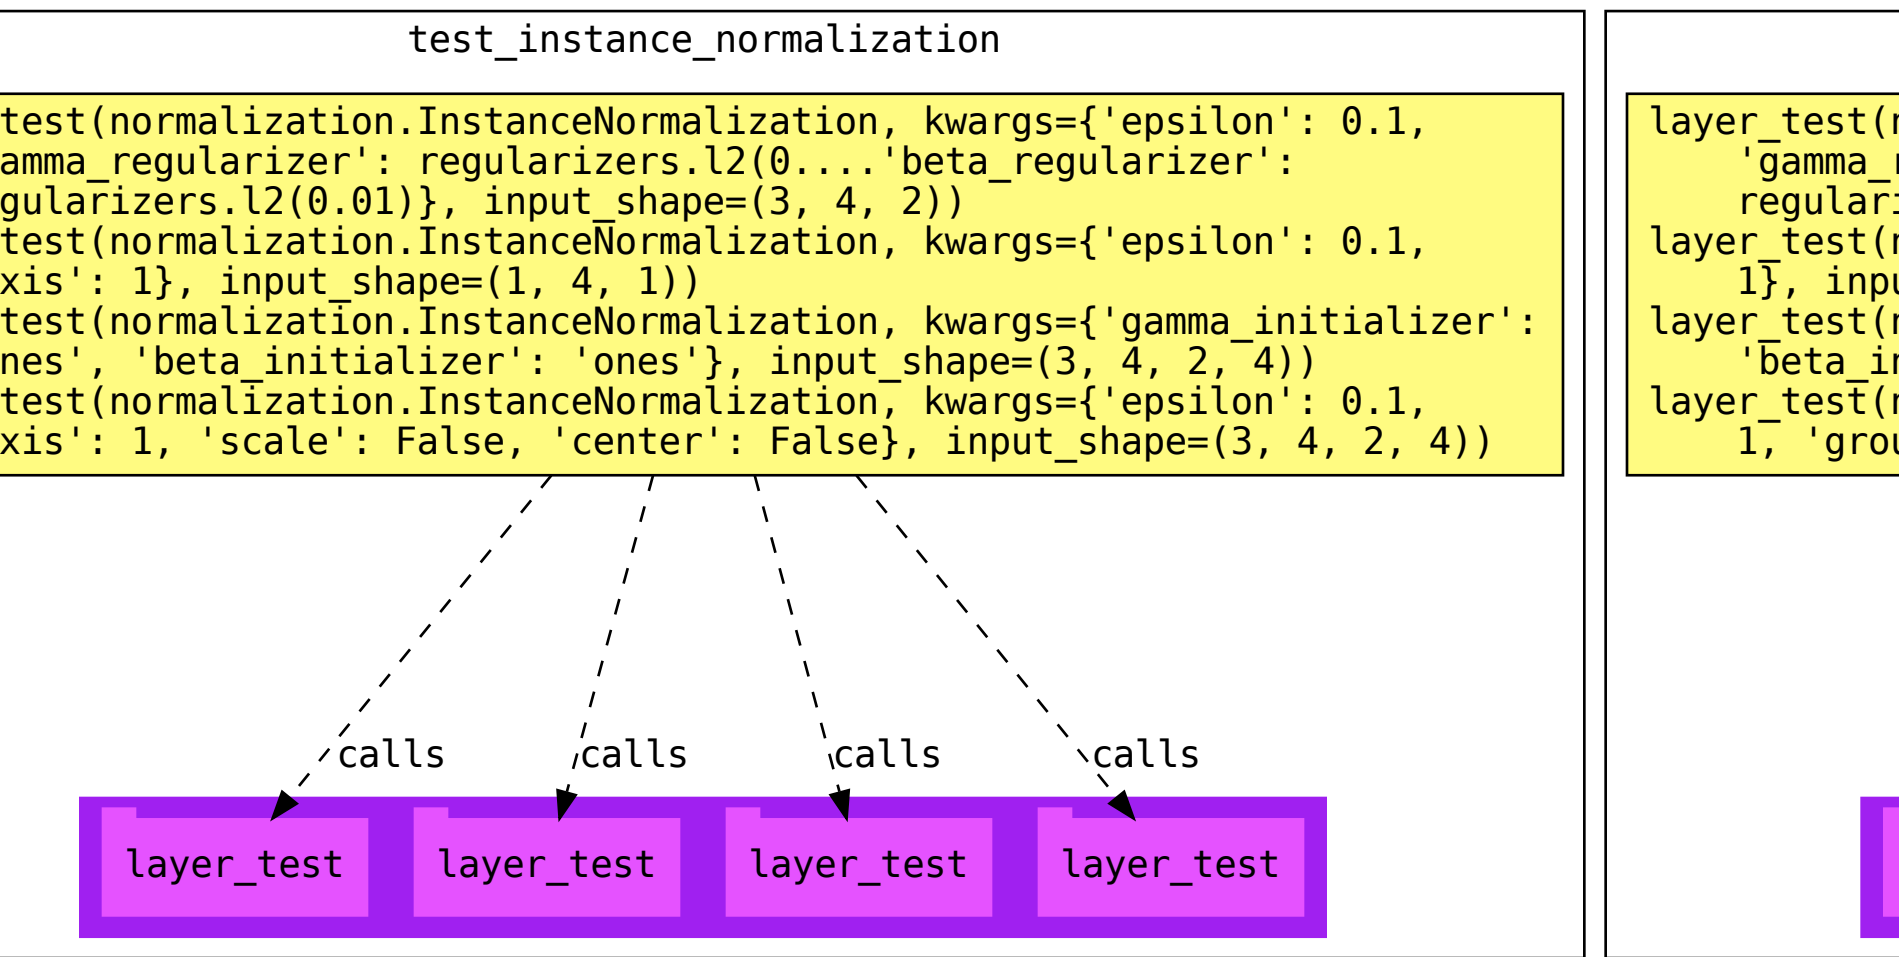 test_instance_normalization
test(normalization.InstanceNormalization, kwargs={'epsilon': 0.1,
amma_regularizer': regularizers.l2(0....'beta_regularizer':
gularizers.l2(0.01)}, input_shape=(3, 4, 2))
test(normalization.InstanceNormalization, kwargs={'epsilon': 0.1,
xis': 1}, input_shape=(1, 4, 1))
test(normalization.InstanceNormalization, kwargs={'gamma_initializer':
nes', 'beta_initializer': 'ones'}, input_shape=(3, 4, 2, 4))
test(normalization.InstanceNormalization, kwargs={'epsilon': 0.1,
xis': 1, 'scale': False, 'center': False}, input_shape=(3, 4, 2, 4))
calls calls calls calls
layer_test layer_test layer_test layer_test
layer_test(
'gamma_
regulari
layer_test(
1}, inpu
layer_test(
'beta_in
layer_test(
1, 'grou